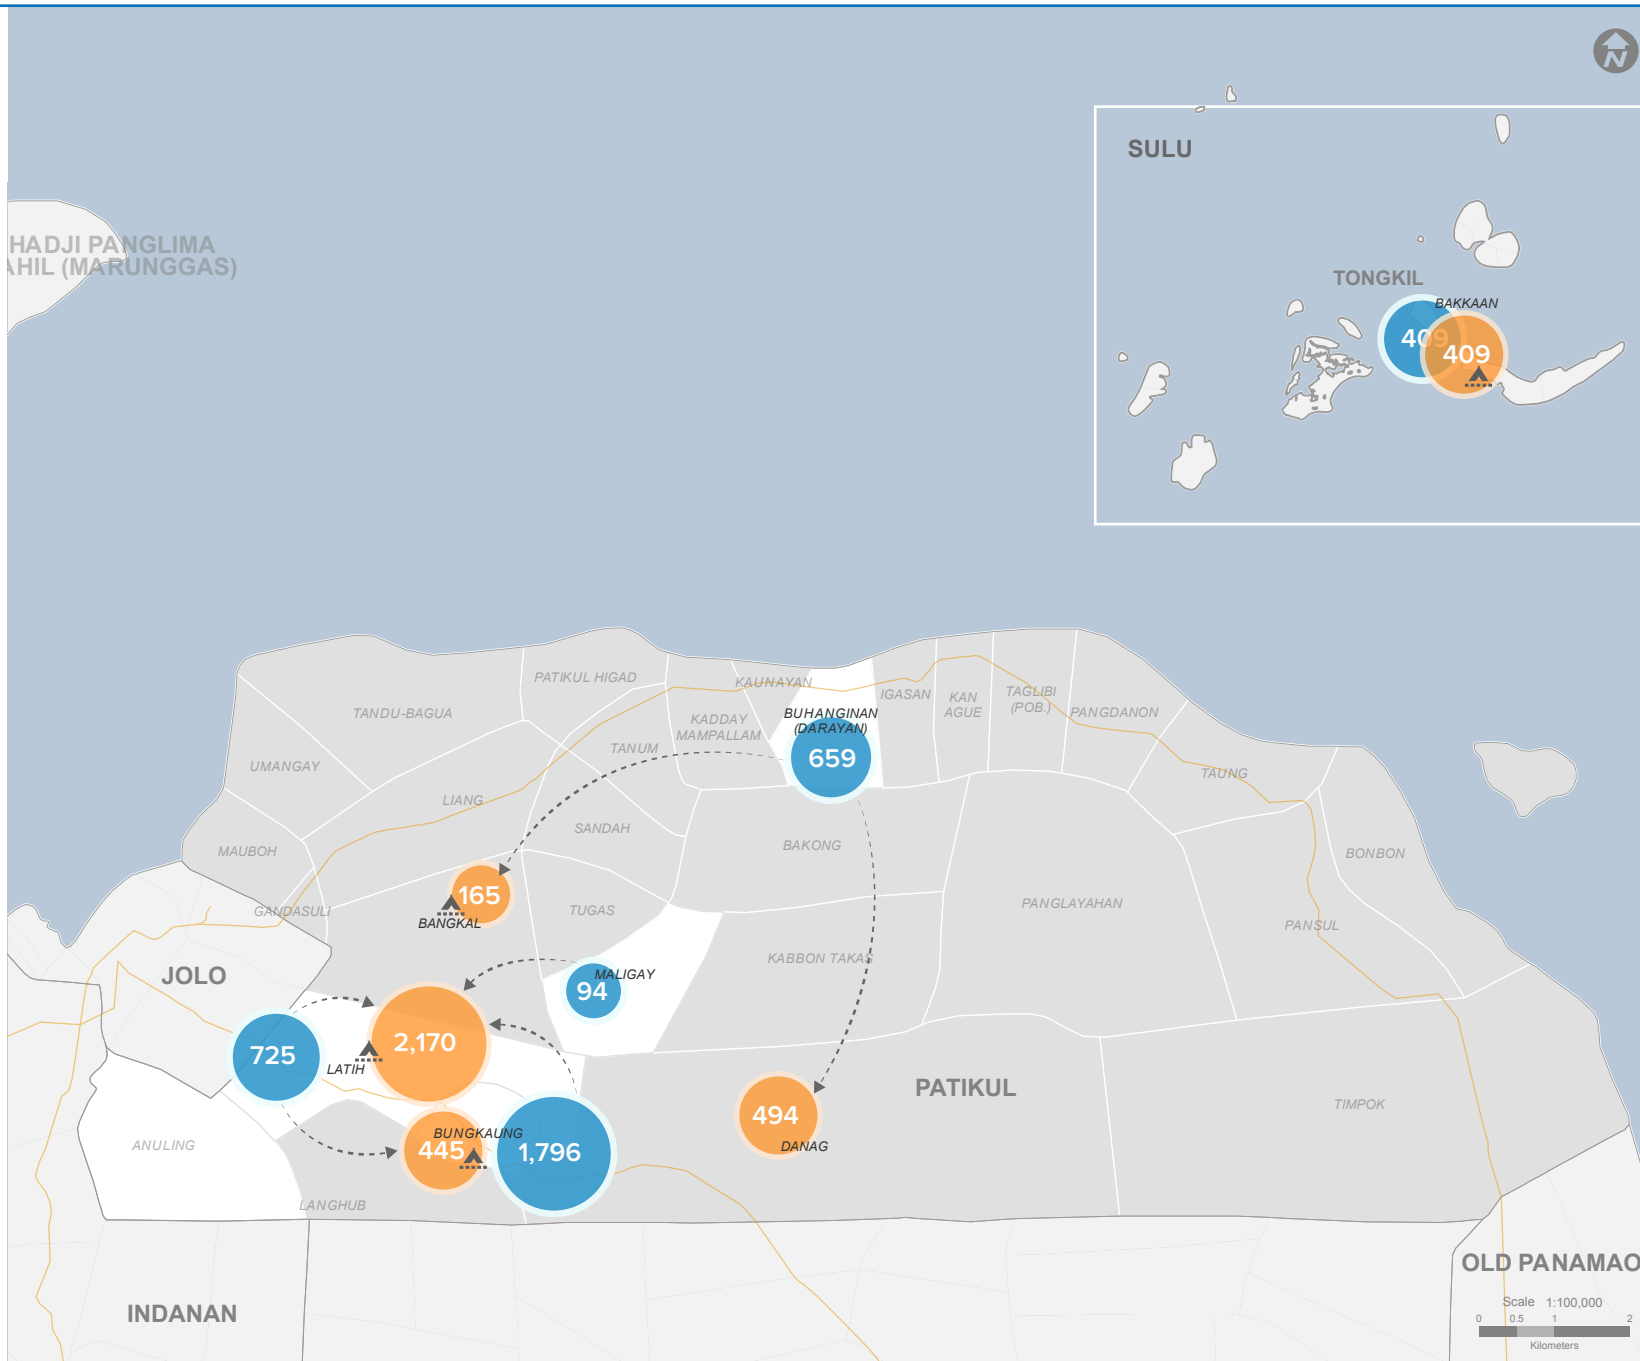 N
SULU
HADJI PANGLIMA
AHIL (MARUNGGAS)
TONGKIL
BAKKAAN
409
409
PATIKUL HIGAD
KAUNAYAN
IGASAN
KAN
AGUE
TAGLIBI
(POB.)
PANGDANON
TANDU-BAGUA
KADDAY
MAMPALLAM
BUHANGINAN
(DARAYAN)
TANUM
659
UMANGAY
TAUNG
LIANG
SANDAH
BAKONG
MAUBOH
BONBON
165
BANGKAL
GANDASULI
TUGAS
PANGLAYAHAN
PANSUL
KABBON TAKAS
JOLO
MALIGAY
94
725
2,170
LATIH
PATIKUL
TIMPOK
494
DANAG
ANULING
BUNGKAUNG
445
1,796
LANGHUB
OLD PANAMAO
INDANAN
Scale 1:100,000
0 0.5 1 2
Kilometers